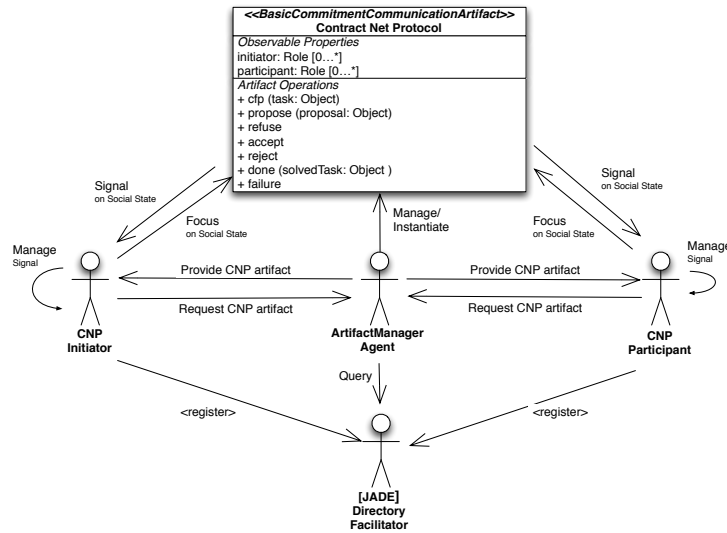 <<BasicCommitmentCommunicationArtifact>>
Contract Net Protocol
Observable Properties
initiator: Role [0...*]
participant: Role [0...*]
Artifact Operations
+ cfp (task: Object)
+ propose (proposal: Object)
+ refuse
+ accept
+ reject
+ done (solvedTask: Object )
+ failure
Signal
on Social State
Focus
on Social State
Manage/
Instantiate
Signal
on Social State
Focus
on Social State
Manage
Signal
Provide CNP artifact
Provide CNP artifact
Manage
Signal
Request CNP artifact
Request CNP artifact
CNP
Initiator
ArtifactManager
Agent
CNP
Participant
Query
<register>
<register>
[JADE]
Directory
Facilitator